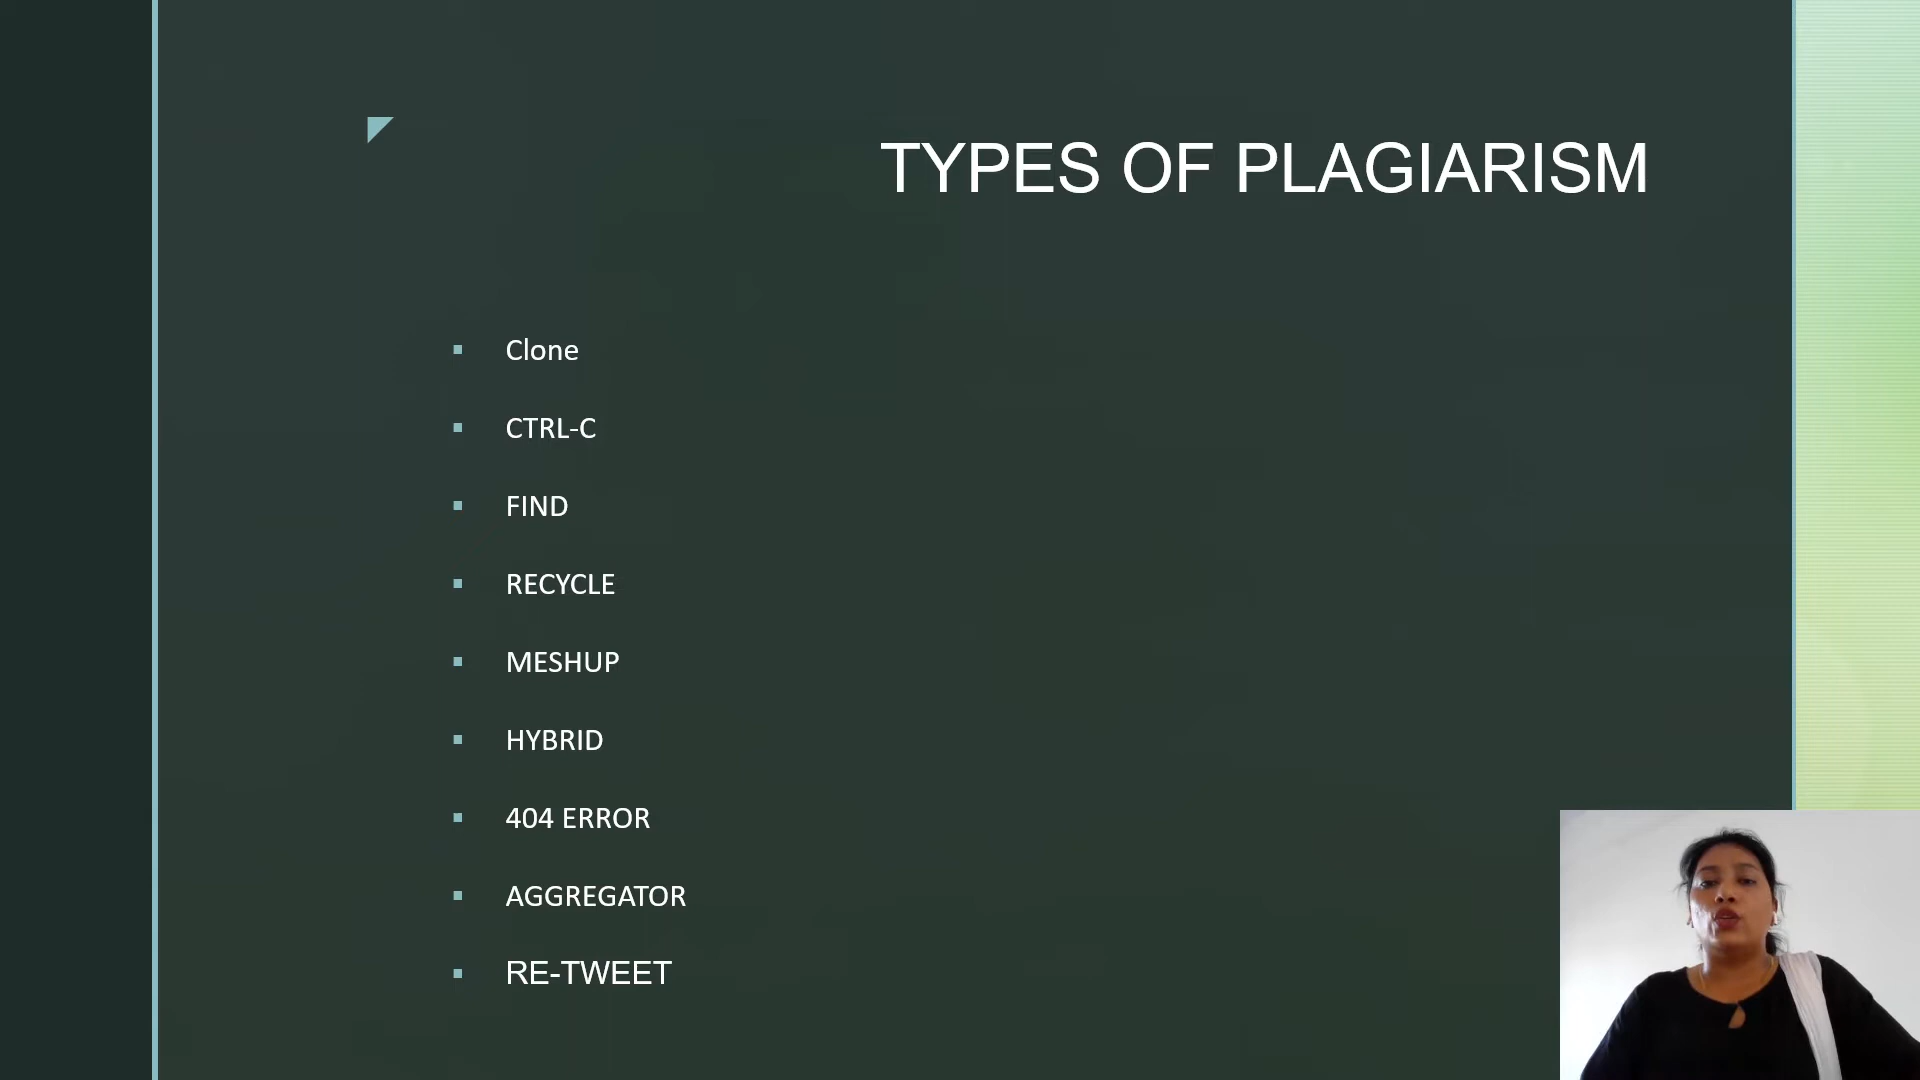 TYPES OF PLAGIARISM
Clone
CTRL-C
FIND
RECYCLE
MESHUP
HYBRID
404 ERROR
AGGREGATOR
RE-TWEET